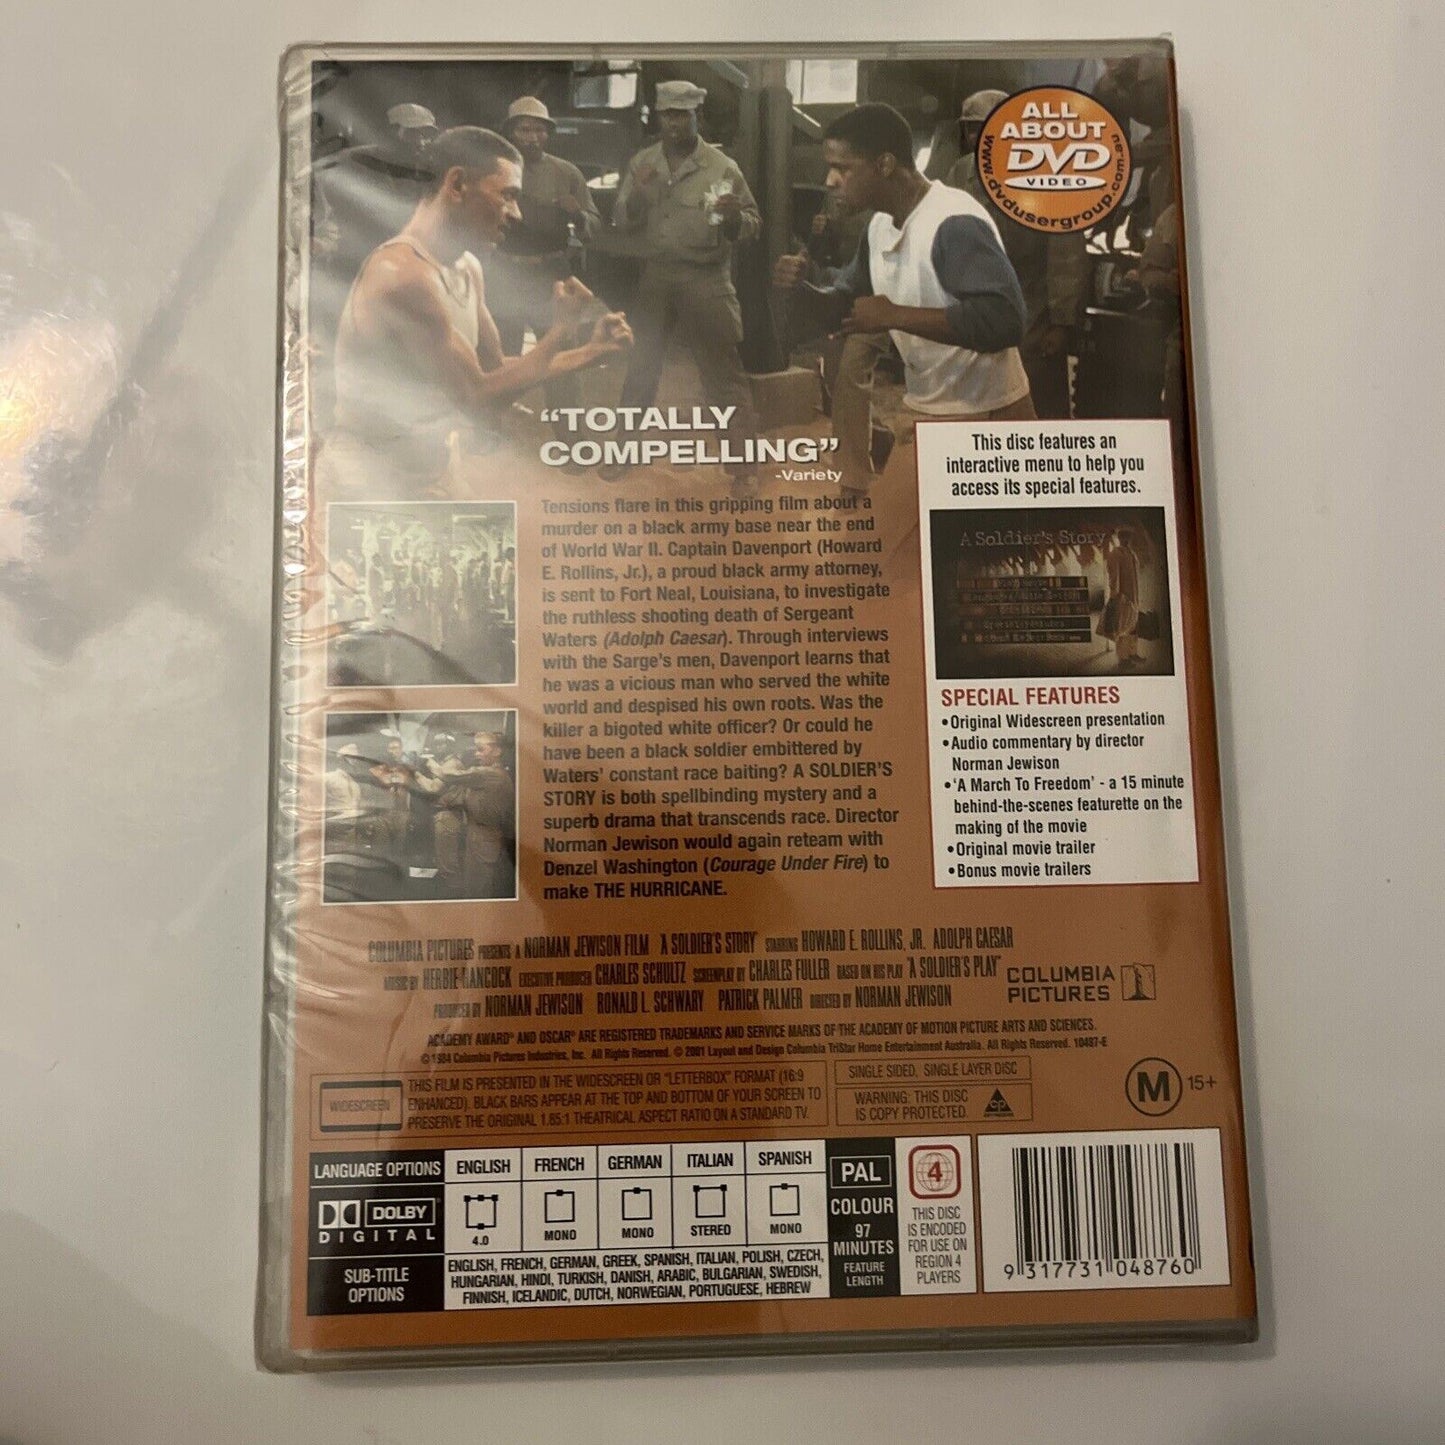 ALL
ABOUT
DVD
VIDEO
www.dvdusergroup.com.au
“TOTALLY
COMPELLING”
-Variety
Tensions flare in this gripping film about a
murder on a black army base near the end
of World War II. Captain Davenport (Howard
E. Rollins, Jr.), a proud black army attorney,
is sent to Fort Neal, Louisiana, to investigate
the ruthless shooting death of Sergeant
Waters (Adolph Caesar). Through interviews
with the Sarge's men, Davenport learns that
he was a vicious man who served the white
world and despised his own roots. Was the
killer a bigoted white officer? Or could he
have been a black soldier embittered by
Waters' constant race baiting? A SOLDIER'S
STORY is both spellbinding mystery and a
superb drama that transcends race. Director
Norman Jewison would again reteam with
Denzel Washington (Courage Under Fire) to
make THE HURRICANE.
This disc features an
interactive menu to help you
access its special features.
A Soldier's Story
SPECIAL FEATURES
•Original Widescreen presentation
•Audio commentary by director
Norman Jewison
•'A March To Freedom' - a 15 minute
behind-the-scenes featurette on the
making of the movie
•Original movie trailer
•Bonus movie trailers
COLUMBIA PICTURES PRESENTS A NORMAN JEWISON FILM 'A SOLDIER'S STORY' STARRING HOWARD E. ROLLINS, JR. ADOLPH CAESAR
MUSIC BY HERBIE HANCOCK EXECUTIVE PRODUCER CHARLES SCHULTZ SCREENPLAY BY CHARLES FULLER BASED ON HIS PLAY "A SOLDIER'S PLAY"
PRODUCED BY NORMAN JEWISON RONALD L. SCHWARY PATRICK PALMER DIRECTED BY NORMAN JEWISON
COLUMBIA
PICTURES
ACADEMY AWARD® AND OSCAR® ARE REGISTERED TRADEMARKS AND SERVICE MARKS OF THE ACADEMY OF MOTION PICTURE ARTS AND SCIENCES.
© 1984 Columbia Pictures Industries, Inc. All Rights Reserved. © 2001 Layout and Design Columbia TriStar Home Entertainment Australia. All Rights Reserved. 10487-E
WIDESCREEN
THIS FILM IS PRESENTED IN THE WIDESCREEN OR "LETTERBOX" FORMAT (16:9
ENHANCED). BLACK BARS APPEAR AT THE TOP AND BOTTOM OF YOUR SCREEN TO
PRESERVE THE ORIGINAL 1.85:1 THEATRICAL ASPECT RATIO ON A STANDARD TV.
SINGLE SIDED, SINGLE LAYER DISC
WARNING: THIS DISC
IS COPY PROTECTED.
M 15+
LANGUAGE OPTIONS
ENGLISH FRENCH GERMAN ITALIAN SPANISH
DOLBY
DIGITAL
4.0 MONO MONO STEREO MONO
SUB-TITLE
OPTIONS
ENGLISH, FRENCH, GERMAN, GREEK, SPANISH, ITALIAN, POLISH, CZECH,
HUNGARIAN, HINDI, TURKISH, DANISH, ARABIC, BULGARIAN, SWEDISH,
FINNISH, ICELANDIC, DUTCH, NORWEGIAN, PORTUGUESE, HEBREW
PAL
COLOUR
97
MINUTES
FEATURE
LENGTH
4
THIS DISC
IS ENCODED
FOR USE ON
REGION 4
PLAYERS
9 317731 048760